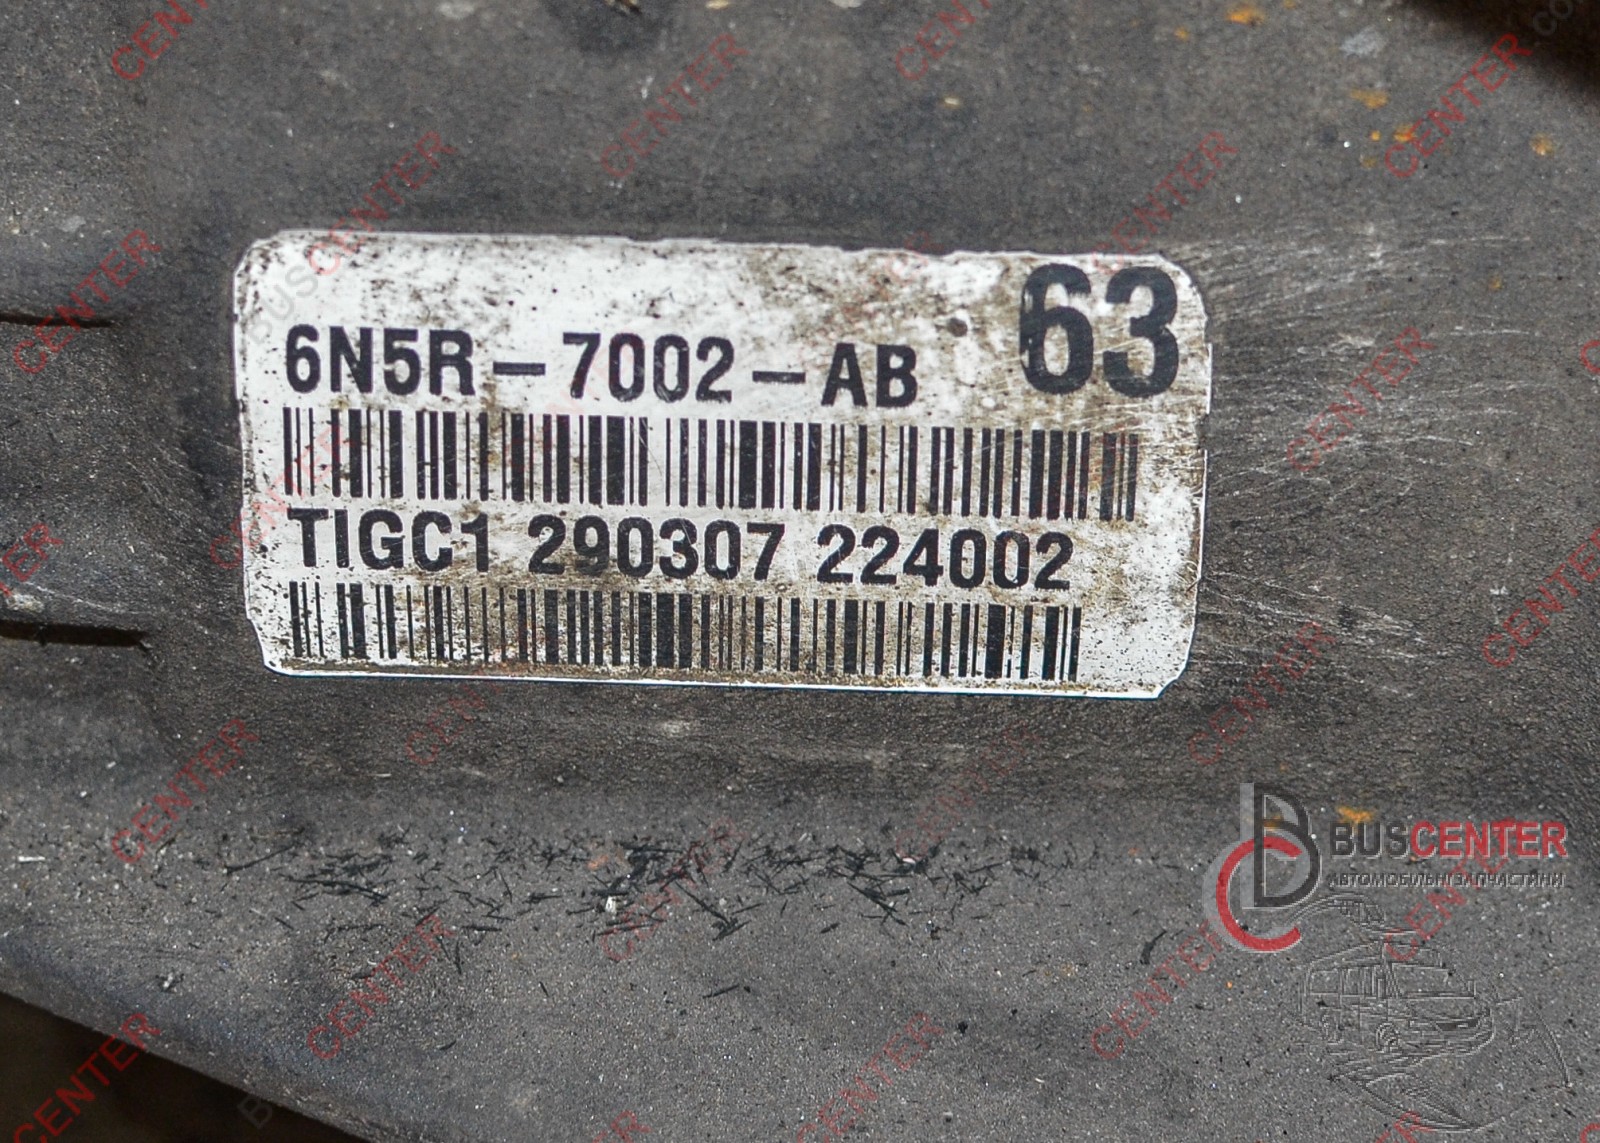 63
6N5R-7002-AB
TIGC1 290307 224002
BUSCENTER
АВТОМОБІЛЬНІ ЗАПЧАСТИНИ